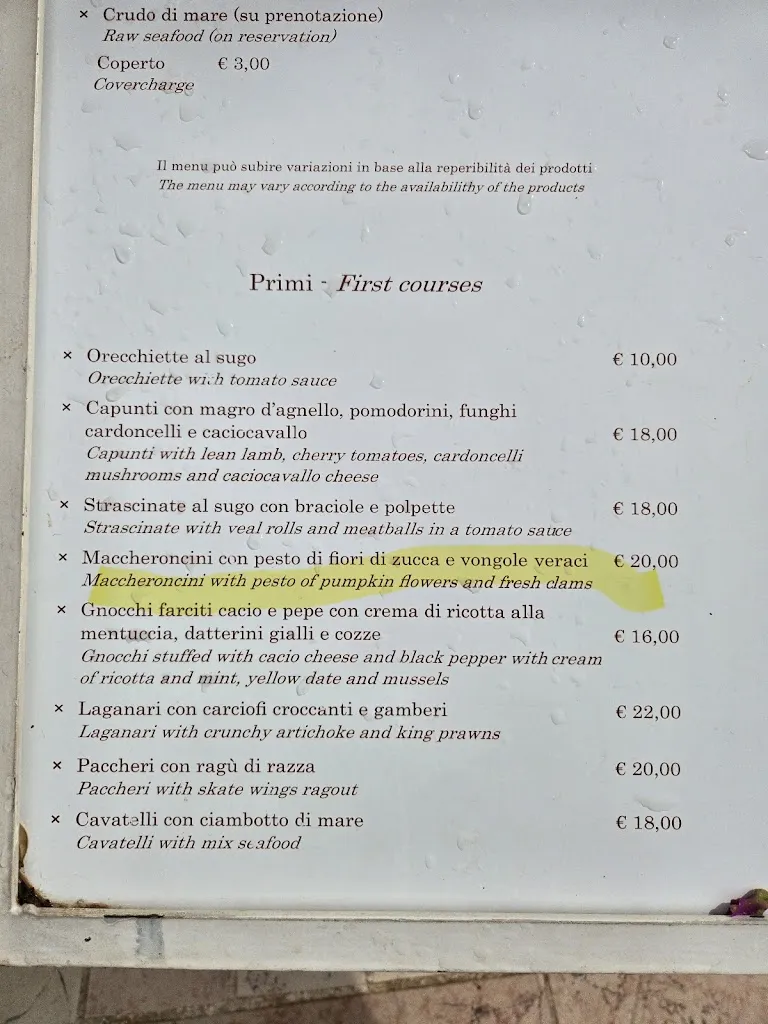 × Crudo di mare (su prenotazione)
Raw seafood (on reservation)
Coperto € 3,00
Covercharge
Il menu può subire variazioni in base alla reperibilità dei prodotti
The menu may vary according to the availabilithy of the products
Primi - First courses
× Orecchiette al sugo € 10,00
Orecchiette with tomato sauce
× Capunti con magro d'agnello, pomodorini, funghi
cardoncelli e caciocavallo € 18,00
Capunti with lean lamb, cherry tomatoes, cardoncelli
mushrooms and caciocavallo cheese
× Strascinate al sugo con braciole e polpette € 18,00
Strascinate with veal rolls and meatballs in a tomato sauce
× Maccheroncini con pesto di fiori di zucca e vongole veraci € 20,00
Maccheroncini with pesto of pumpkin flowers and fresh clams
× Gnocchi farciti cacio e pepe con crema di ricotta alla
mentuccia, datterini gialli e cozze € 16,00
Gnocchi stuffed with cacio cheese and black pepper with cream
of ricotta and mint, yellow date and mussels
× Laganari con carciofi croccanti e gamberi € 22,00
Laganari with crunchy artichoke and king prawns
× Paccheri con ragù di razza € 20,00
Paccheri with skate wings ragout
× Cavatelli con ciambotto di mare € 18,00
Cavatelli with mix seafood